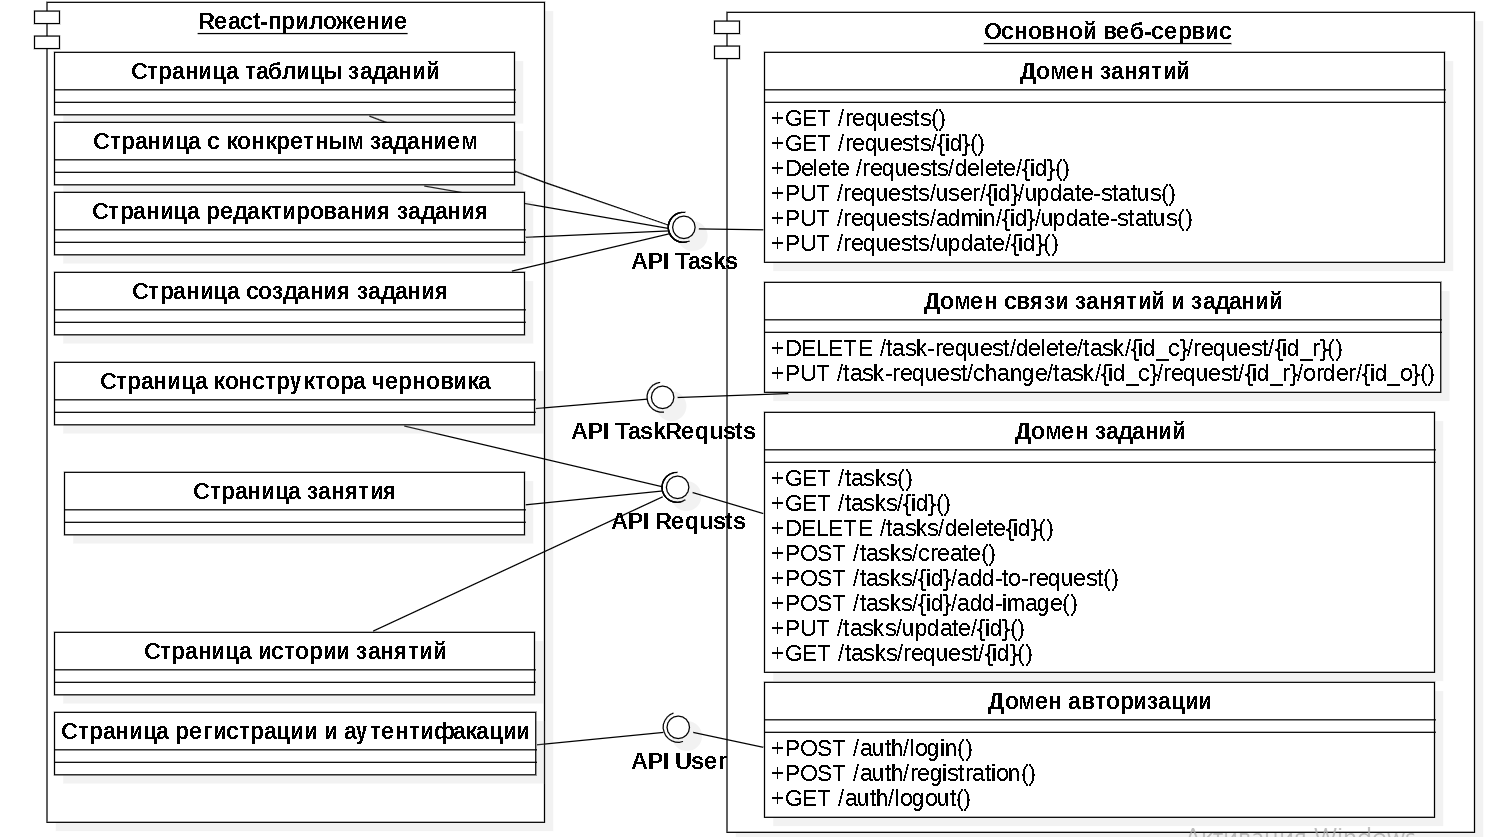 React-приложение
Страница таблицы заданий
Страница с конкретным заданием
Страница редактирования задания
Страница создания задания
Страница конструктора черновика
Страница занятия
Страница истории занятий
Страница регистрации и аутентифакации
API Tasks
API TaskRequsts
API Requsts
API User
Основной веб-сервис
Домен занятий
+GET /requests()
+GET /requests/{id}()
+Delete /requests/delete/{id}()
+PUT /requests/user/{id}/update-status()
+PUT /requests/admin/{id}/update-status()
+PUT /requests/update/{id}()
Домен связи занятий и заданий
+DELETE /task-request/delete/task/{id_c}/request/{id_r}()
+PUT /task-request/change/task/{id_c}/request/{id_r}/order/{id_o}()
Домен заданий
+GET /tasks()
+GET /tasks/{id}()
+DELETE /tasks/delete{id}()
+POST /tasks/create()
+POST /tasks/{id}/add-to-request()
+POST /tasks/{id}/add-image()
+PUT /tasks/update/{id}()
+GET /tasks/request/{id}()
Домен авторизации
+POST /auth/login()
+POST /auth/registration()
+GET /auth/logout()
Активация Windows